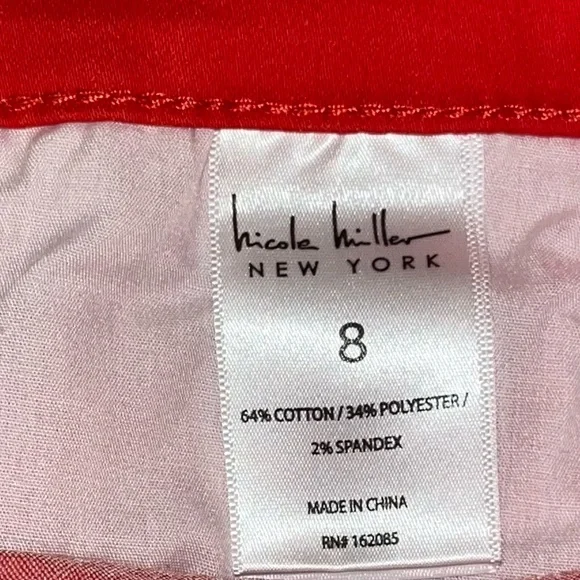 nicole miller
NEW YORK
8
64% COTTON / 34% POLYESTER /
2% SPANDEX
MADE IN CHINA
RN# 162085